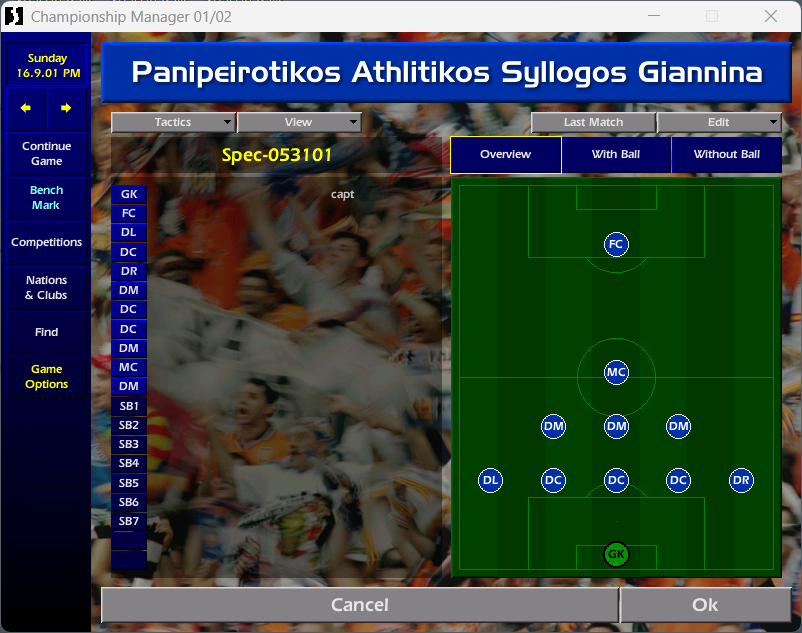 Championship Manager 01/02
Sunday
16.9.01 PM
Continue
Game
Bench
Mark
Competitions
Nations
& Clubs
Find
Game
Options
Panipeirotikos Athlitikos Syllogos Giannina
Tactics View Last Match Edit
Spec-053101
Overview With Ball Without Ball
GK capt
FC
DL
DC
DR
DM
DC
DC
DM
MC
DM
SB1
SB2
SB3
SB4
SB5
SB6
SB7
FC
MC
DM DM DM
DL DC DC DC DR
GK
Cancel Ok